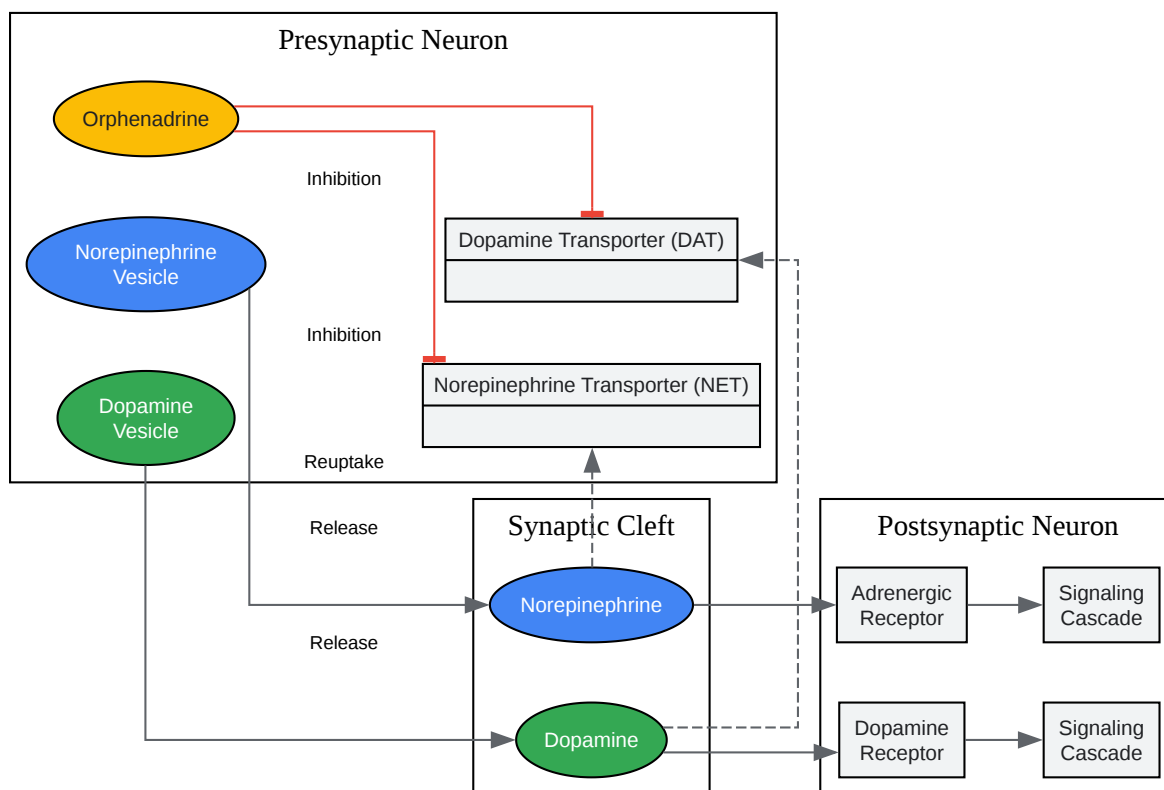 Presynaptic Neuron
Orphenadrine
Inhibition
Norepinephrine
Vesicle
Dopamine Transporter (DAT)
Inhibition
Norepinephrine Transporter (NET)
Dopamine
Vesicle
Reuptake
Release
Synaptic Cleft
Postsynaptic Neuron
Norepinephrine
Adrenergic
Receptor
Signaling
Cascade
Release
Dopamine
Dopamine
Receptor
Signaling
Cascade